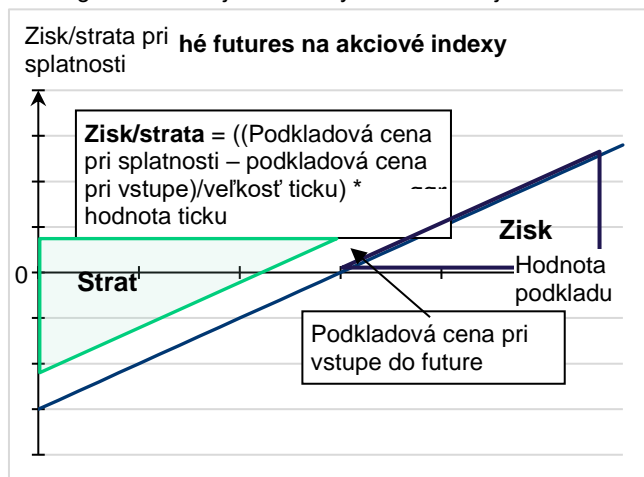 Zisk/strata pri
splatnosti
hé futures na akciové indexy
Zisk/strata = ((Podkladová cena
pri splatnosti – podkladová cena
pri vstupe)/veľkosť ticku) *
hodnota ticku
Zisk
0
Strat
Hodnota
podkladu
Podkladová cena pri
vstupe do future